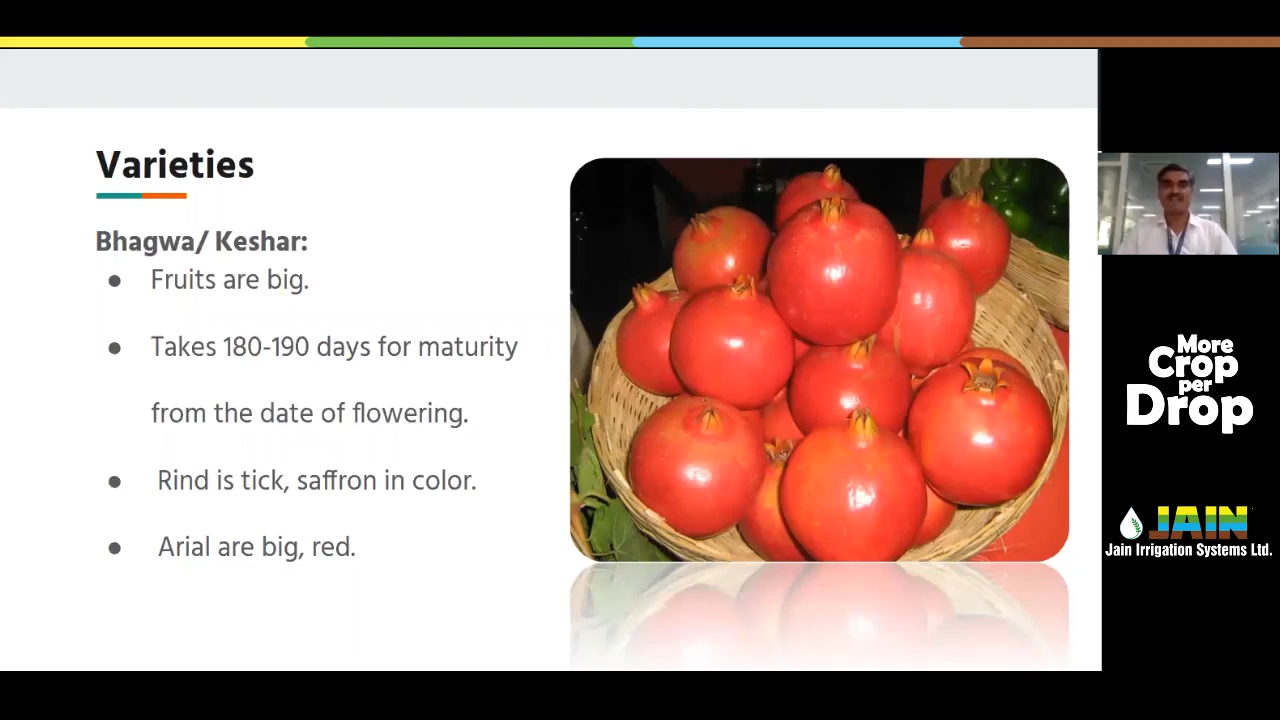 Varieties
Bhagwa/ Keshar:
● Fruits are big.
● Takes 180-190 days for maturity
from the date of flowering.
● Rind is tick, saffron in color.
● Arial are big, red.
More
Crop
per
Drop
JAIN
Jain Irrigation Systems Ltd.